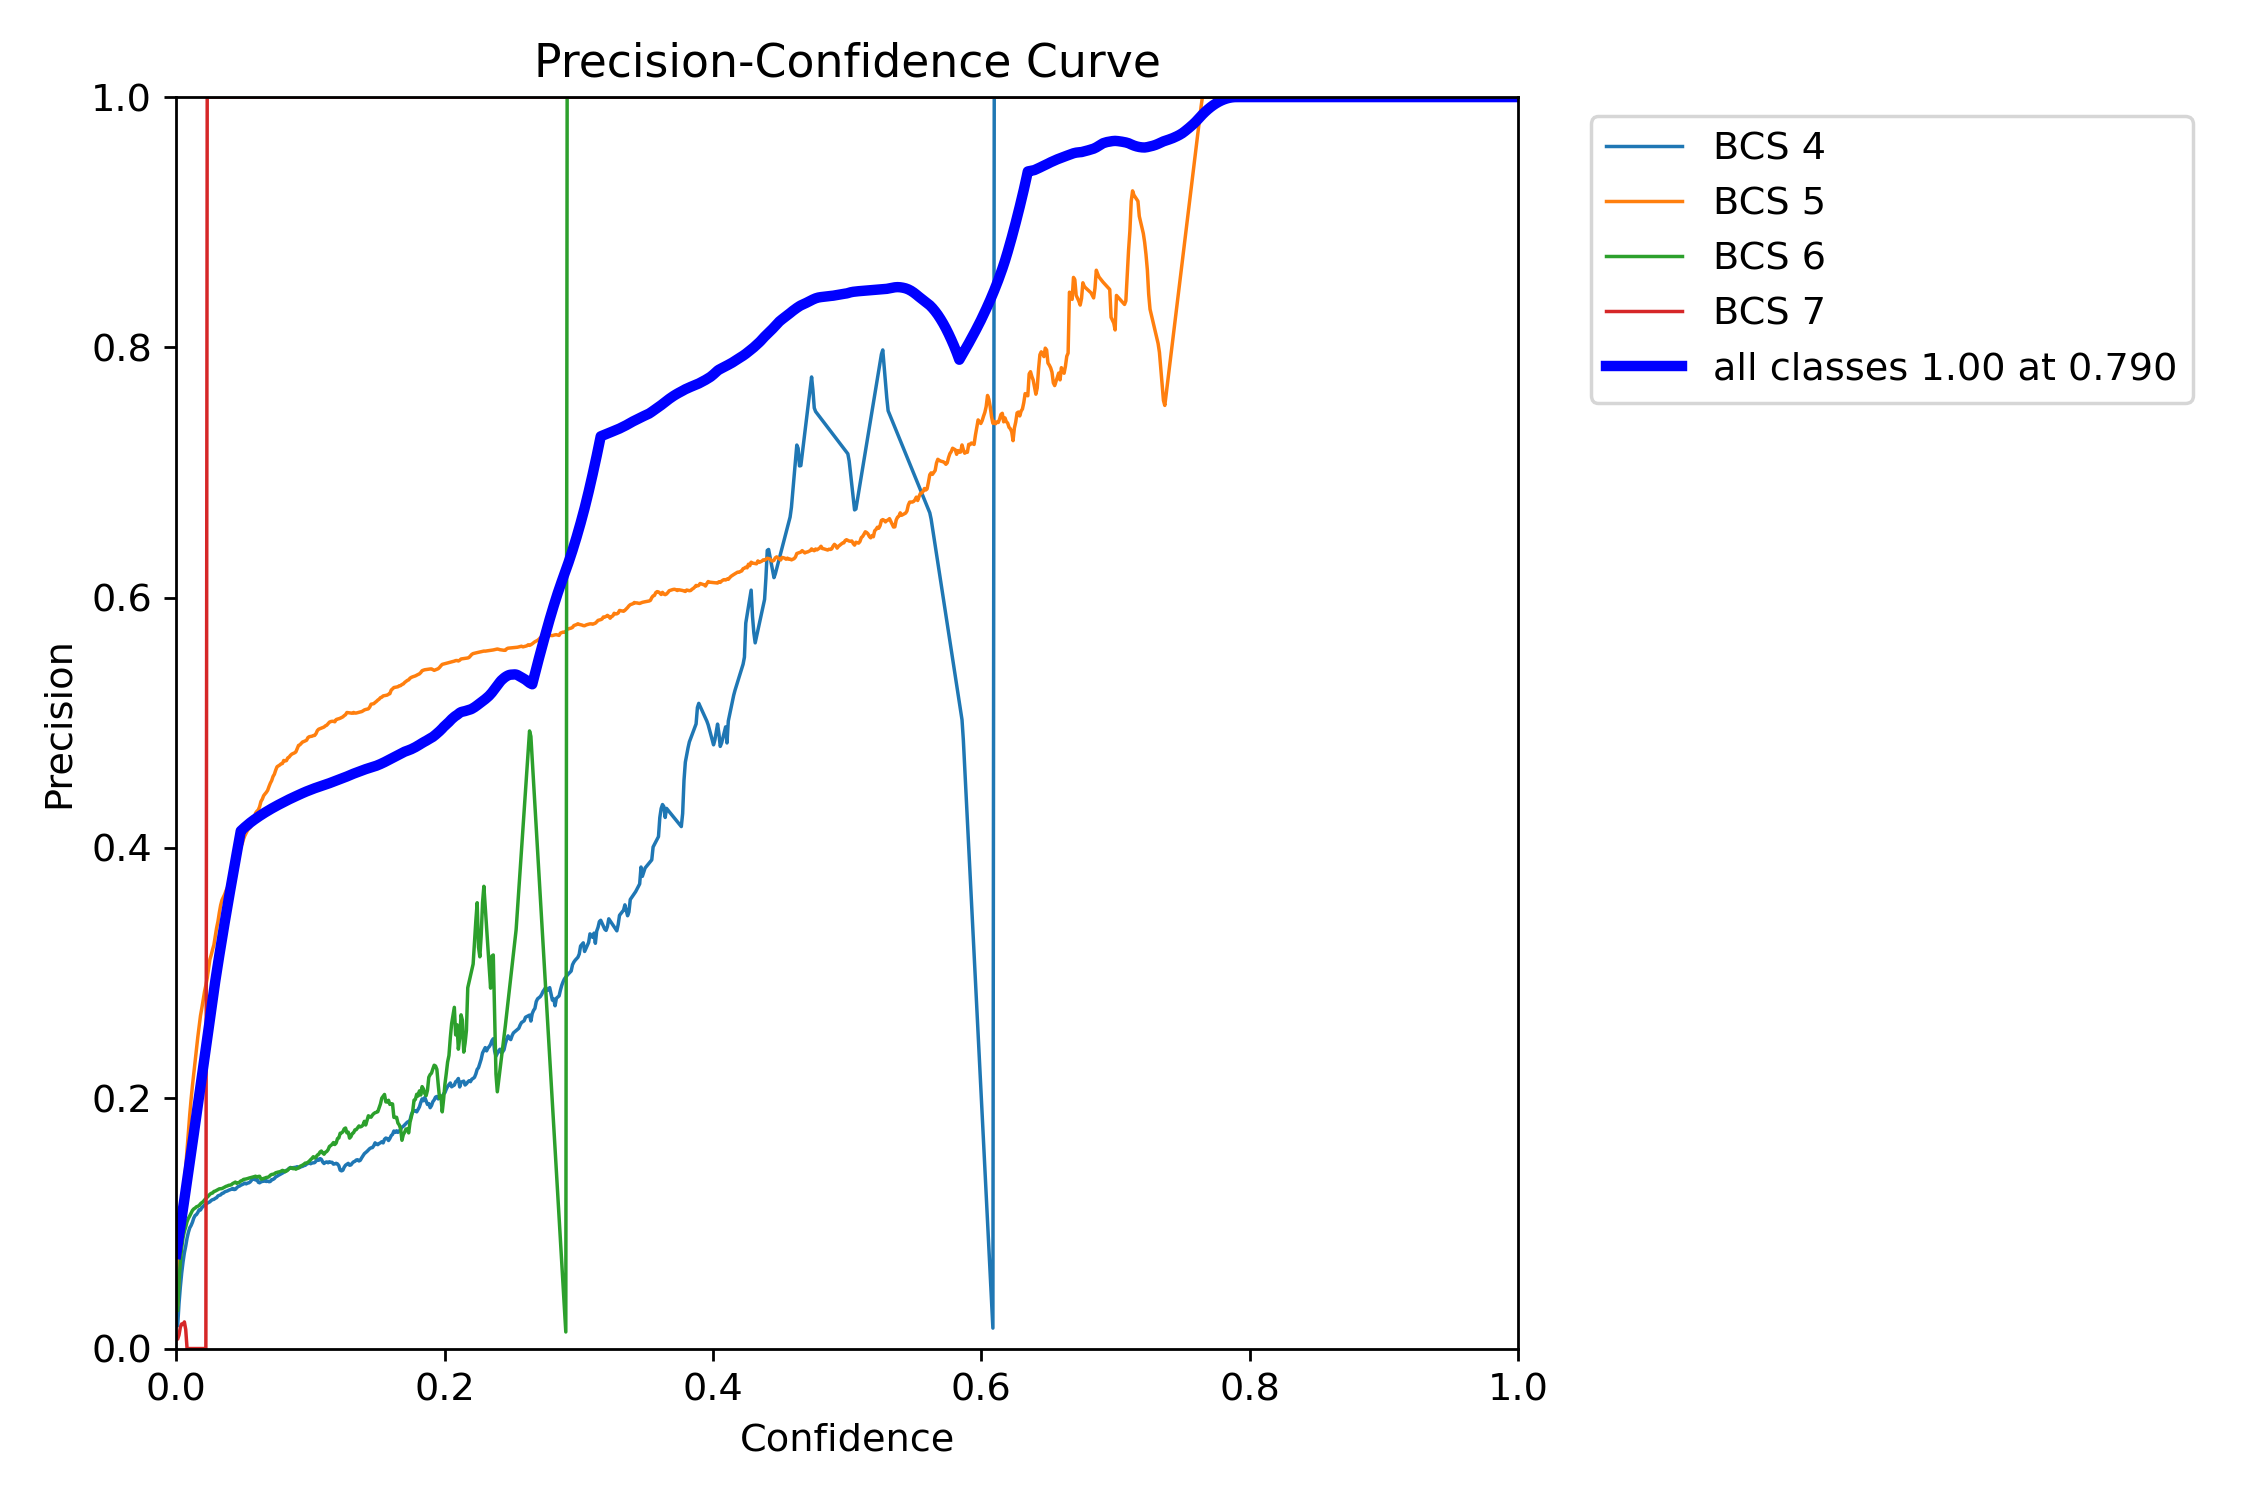 Precision-Confidence Curve
1.0
0.8
0.6
0.4
0.2
0.0
Precision
0.0 0.2 0.4 0.6 0.8 1.0
Confidence
BCS 4
BCS 5
BCS 6
BCS 7
all classes 1.00 at 0.790